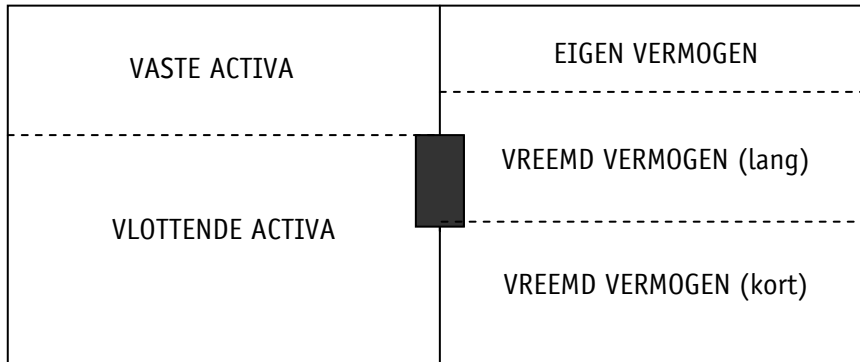 VASTE ACTIVA
VLOTTENDE ACTIVA
EIGEN VERMOGEN
VREEMD VERMOGEN (lang)
VREEMD VERMOGEN (kort)